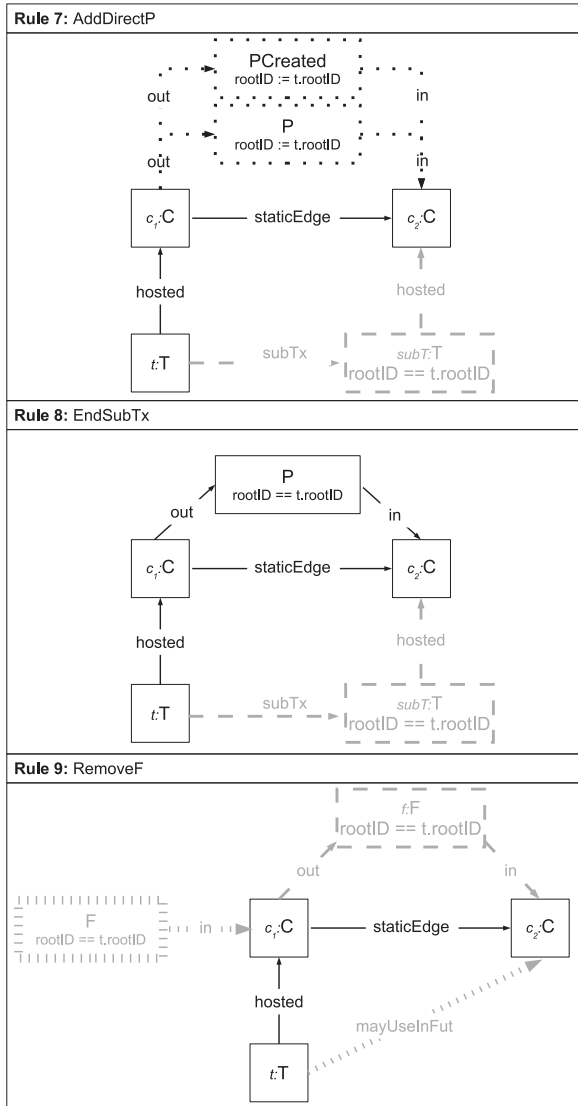 Rule 7: AddDirectP
PCreated
rootID := t.rootID
out
in
P
rootID := t.rootID
out
in
c1:C
staticEdge
c2:C
hosted
hosted
t:T
subTx
subT:T
rootID == t.rootID
Rule 8: EndSubTx
P
rootID == t.rootID
out
in
c1:C
staticEdge
c2:C
hosted
hosted
t:T
subTx
subT:T
rootID == t.rootID
Rule 9: RemoveF
f:F
rootID == t.rootID
out
in
F
rootID == t.rootID
in
c1:C
staticEdge
c2:C
hosted
mayUseInFut
t:T